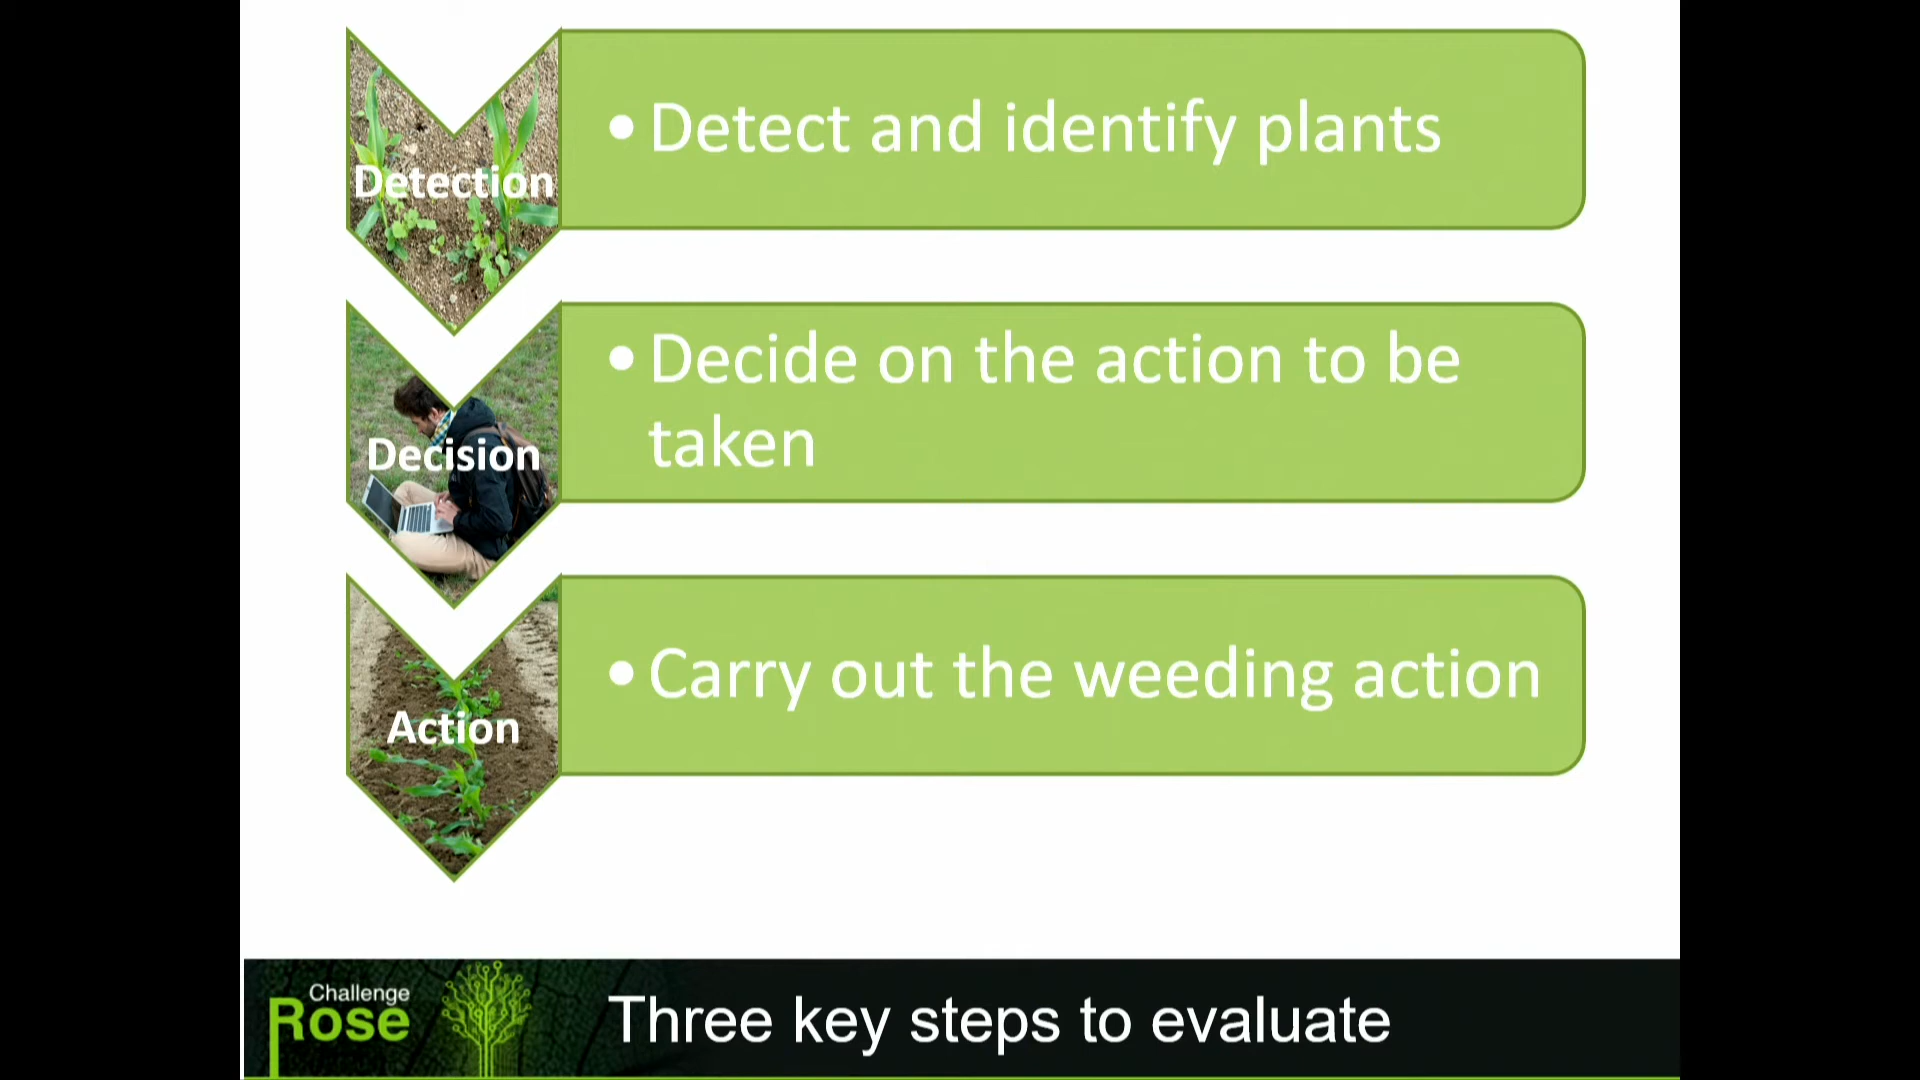 Detection
• Detect and identify plants
Decision
• Decide on the action to be
taken
Action
• Carry out the weeding action
Challenge
Rose
Three key steps to evaluate